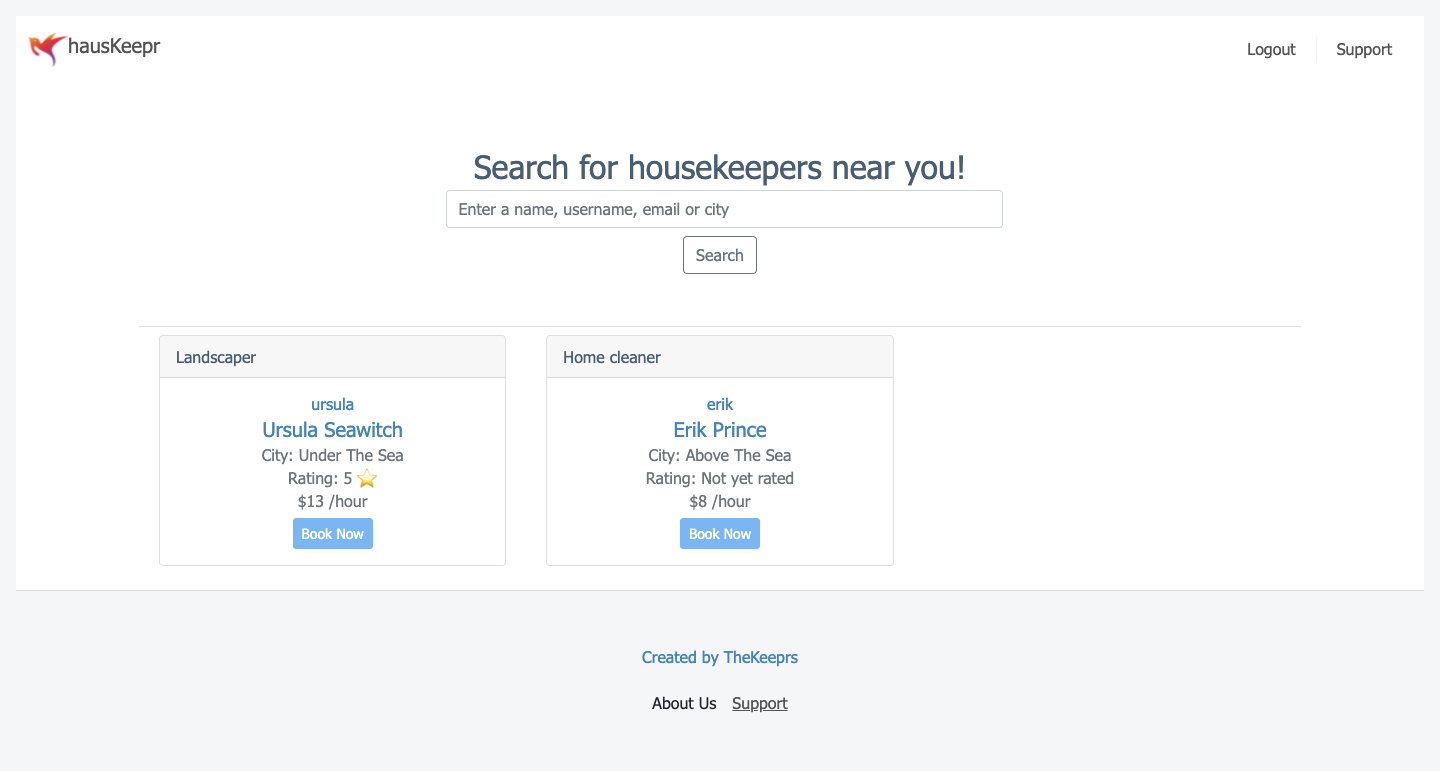 hausKeepr
Logout
Support
Search for housekeepers near you!
Enter a name, username, email or city
Search
Landscaper
ursula
Ursula Seawitch
City: Under The Sea
Rating: 5 ⭐
$13 /hour
Book Now
Home cleaner
erik
Erik Prince
City: Above The Sea
Rating: Not yet rated
$8 /hour
Book Now
Created by TheKeeprs
About Us Support